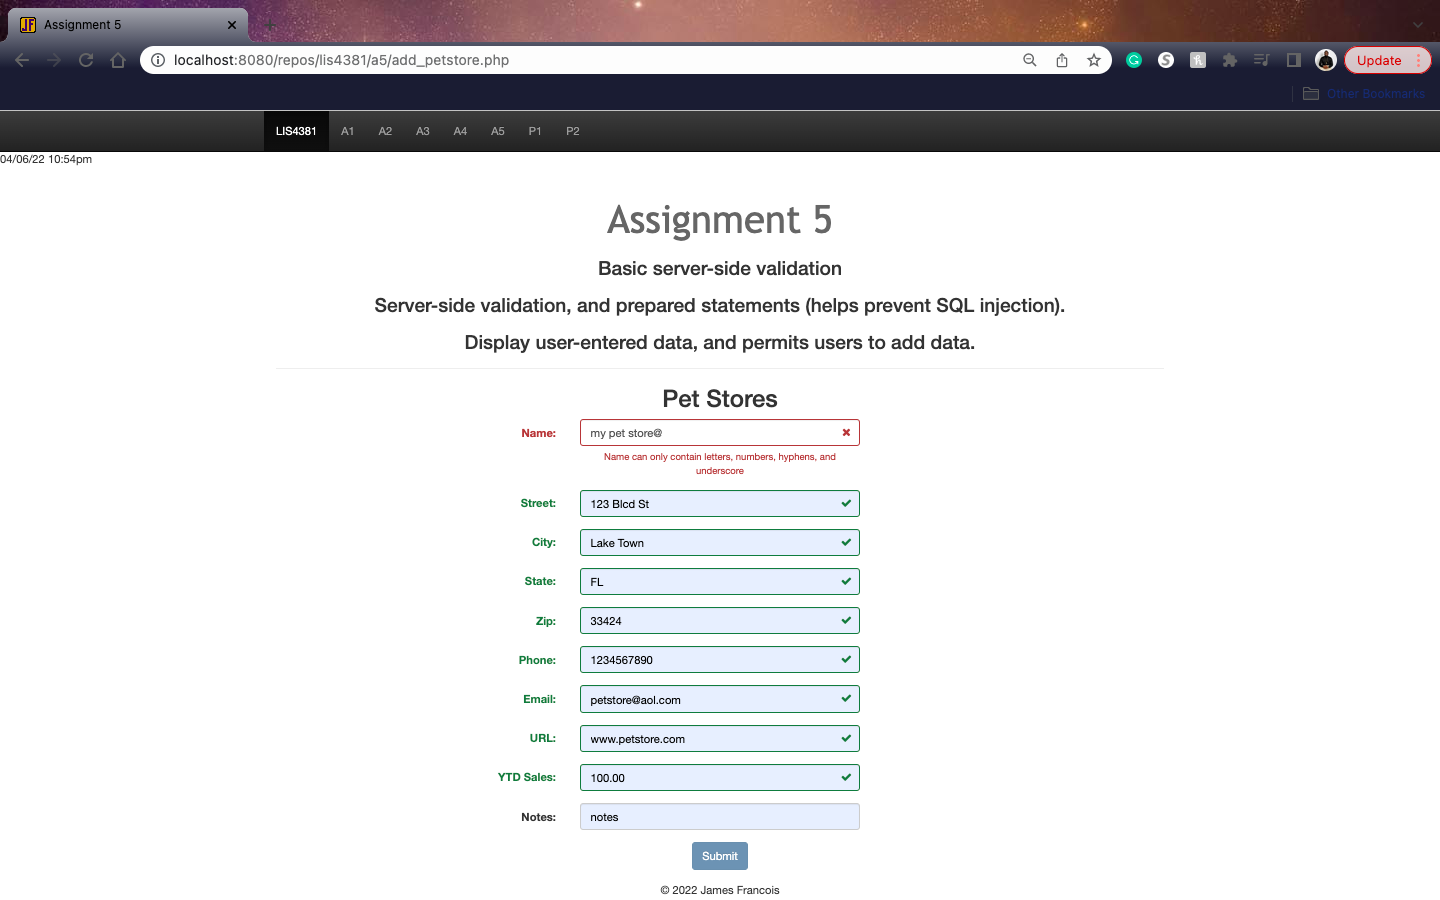 JF Assignment 5
localhost:8080/repos/lis4381/a5/add_petstore.php
Update
Other Bookmarks
LIS4381 A1 A2 A3 A4 A5 P1 P2
04/06/22 10:54pm
Assignment 5
Basic server-side validation
Server-side validation, and prepared statements (helps prevent SQL injection).
Display user-entered data, and permits users to add data.
Pet Stores
Name: my pet store@
Name can only contain letters, numbers, hyphens, and
underscore
Street: 123 Blcd St
City: Lake Town
State: FL
Zip: 33424
Phone: 1234567890
Email: petstore@aol.com
URL: www.petstore.com
YTD Sales: 100.00
Notes: notes
Submit
© 2022 James Francois